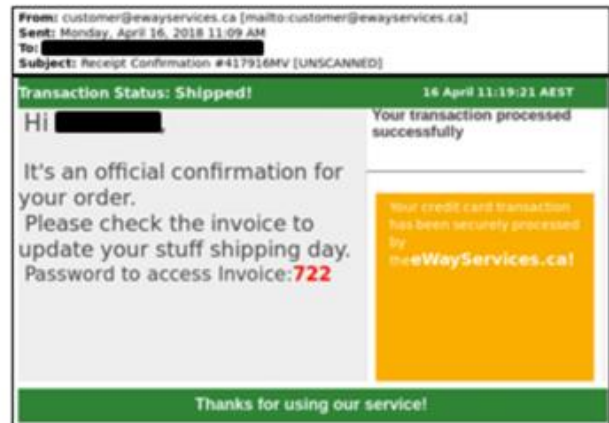 From: customer@ewayservices.ca [mailto:customer@ewayservices.ca]
Sent: Monday, April 16, 2018 11:09 AM
To:
Subject: Receipt Confirmation #417916MV [UNSCANNED]
Transaction Status: Shipped!
16 April 11:19:21 AEST
Hi ,
Your transaction processed
successfully
It's an official confirmation for
your order.
Please check the invoice to
update your stuff shipping day.
Password to access Invoice:722
Your credit card transaction
has been securely processed
by
theeWayServices.ca!
Thanks for using our service!